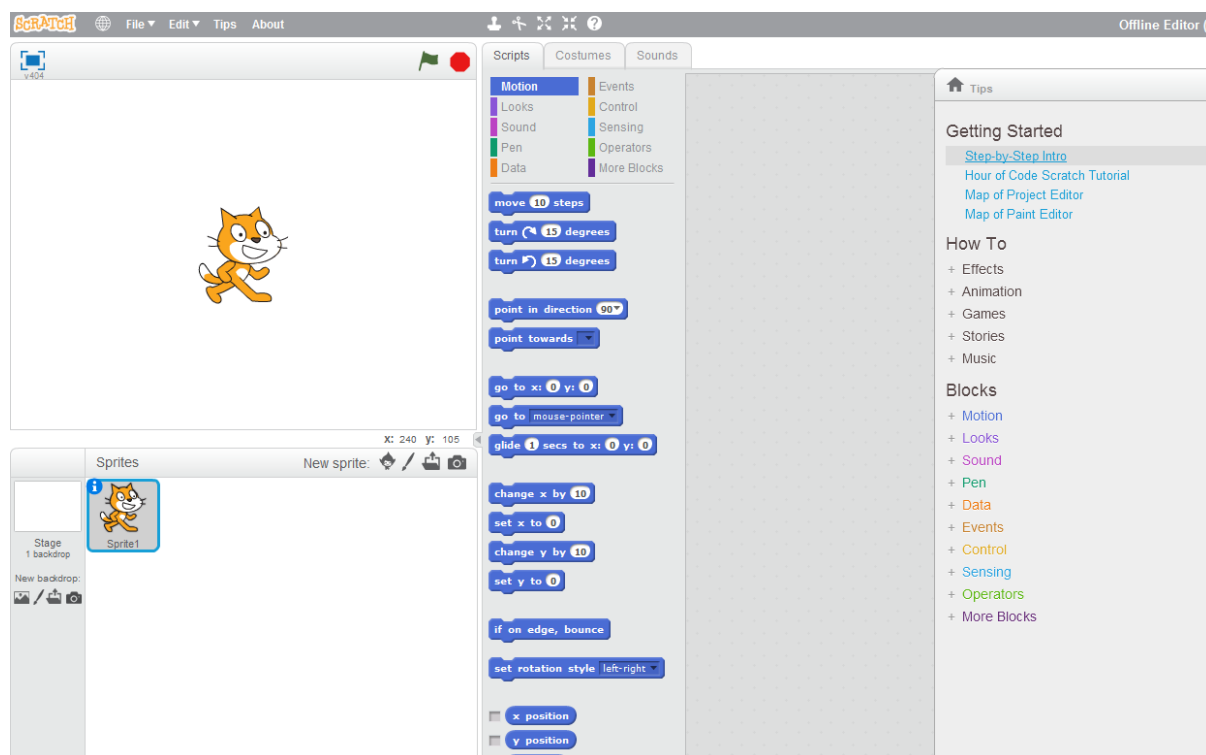 SCRATCH File Edit Tips About
Offline Editor (
v404
Scripts Costumes Sounds
Motion Events
Looks Control
Sound Sensing
Pen Operators
Data More Blocks
move 10 steps
turn 15 degrees
turn 15 degrees
point in direction 90
point towards
go to x: 0 y: 0
go to mouse-pointer
glide 1 secs to x: 0 y: 0
change x by 10
set x to 0
change y by 10
set y to 0
if on edge, bounce
set rotation style left-right
x position
y position
X: 240 y: 105
Sprites New sprite:
Stage
1 backdrop
New backdrop:
Sprite1
Tips
Getting Started
Step-by-Step Intro
Hour of Code Scratch Tutorial
Map of Project Editor
Map of Paint Editor
How To
+ Effects
+ Animation
+ Games
+ Stories
+ Music
Blocks
+ Motion
+ Looks
+ Sound
+ Pen
+ Data
+ Events
+ Control
+ Sensing
+ Operators
+ More Blocks